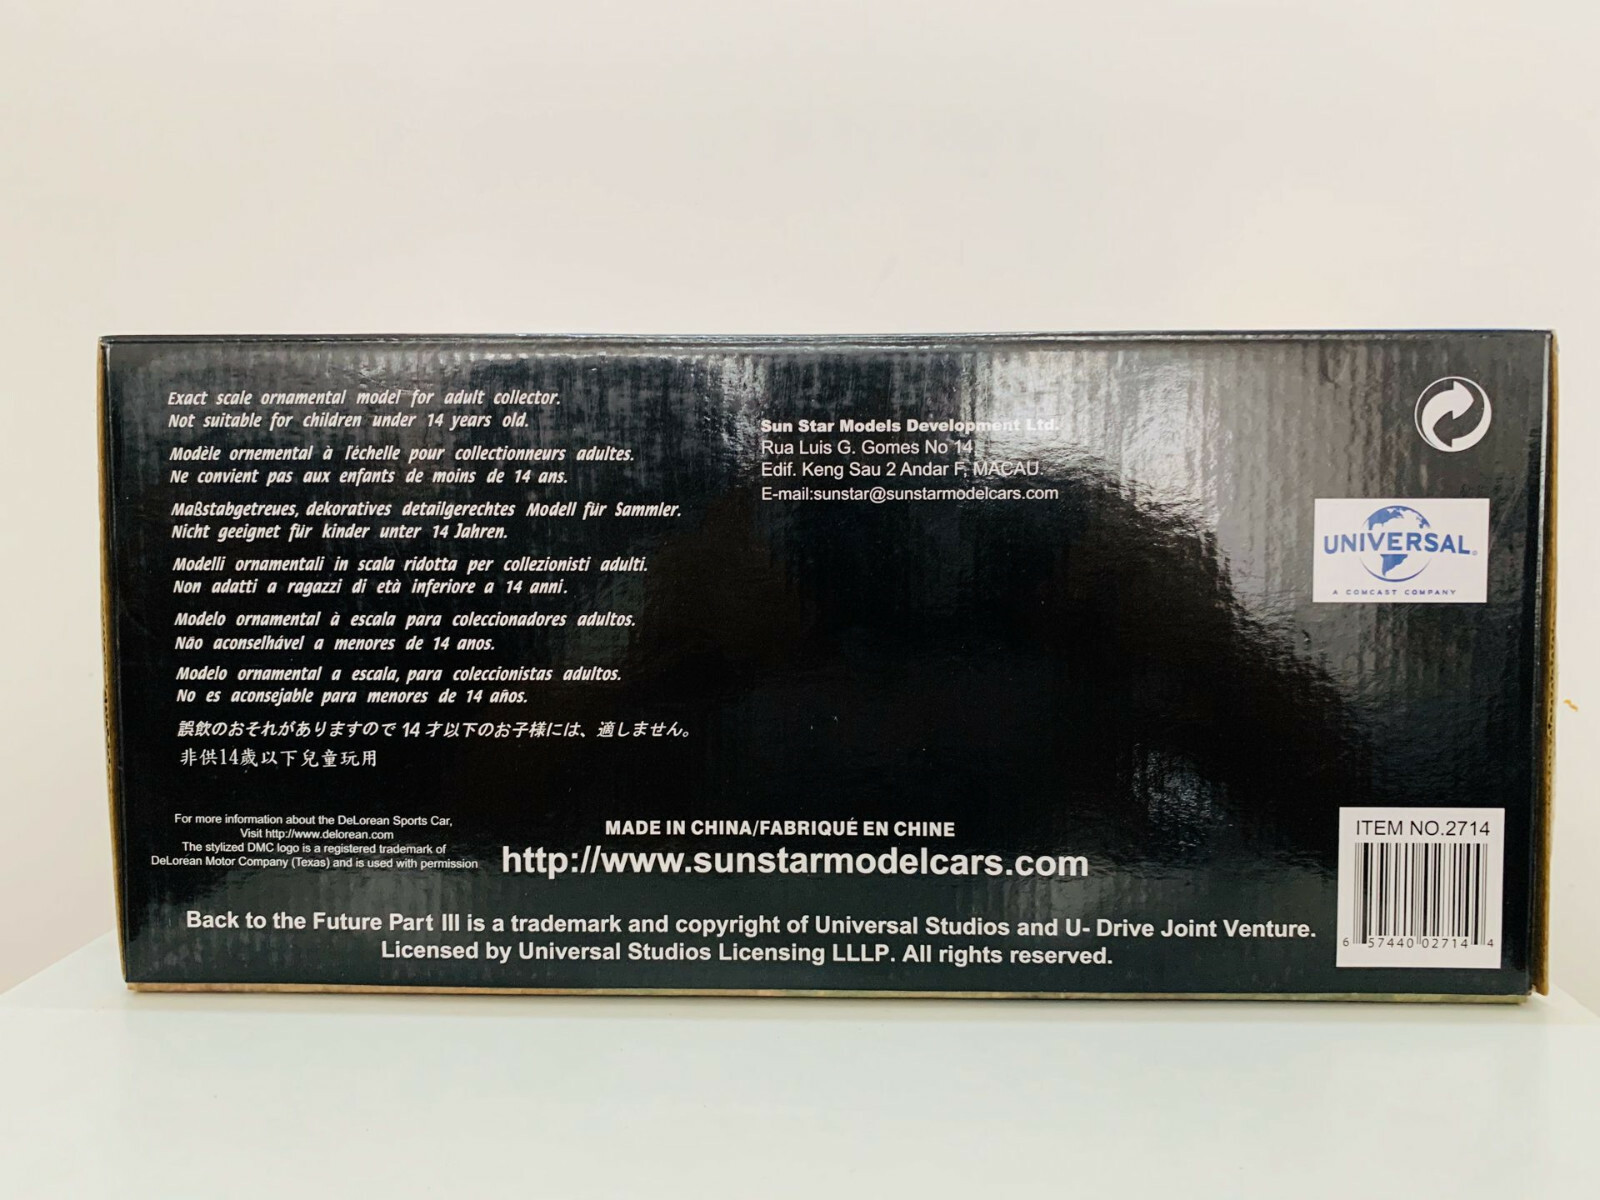 Exact scale ornamental model for adult collector.
Not suitable for children under 14 years old.
Modèle ornemental à l'échelle pour collectionneurs adultes.
Ne convient pas aux enfants de moins de 14 ans.
Maßstabgetreues, dekoratives detailgerechtes Modell für Sammler.
Nicht geeignet für kinder unter 14 Jahren.
Modelli ornamentali in scala ridotta per collezionisti adulti.
Non adatti a ragazzi di età inferiore a 14 anni.
Modelo ornamental à escala para coleccionadores adultos.
Não aconselhável a menores de 14 anos.
Modelo ornamental a escala, para coleccionistas adultos.
No es aconsejable para menores de 14 años.
誤飲のおそれがありますので 14 才以下のお子様には、適しません。
非供14歲以下兒童玩用
Sun Star Models Development Ltd.
Rua Luis G. Gomes No 14,
Edif. Keng Sau 2 Andar F, MACAU.
E-mail:sunstar@sunstarmodelcars.com
UNIVERSAL
A COMCAST COMPANY
For more information about the DeLorean Sports Car,
Visit http://www.delorean.com
The stylized DMC logo is a registered trademark of
DeLorean Motor Company (Texas) and is used with permission
MADE IN CHINA/FABRIQUÉ EN CHINE
http://www.sunstarmodelcars.com
Back to the Future Part III is a trademark and copyright of Universal Studios and U- Drive Joint Venture.
Licensed by Universal Studios Licensing LLLP. All rights reserved.
ITEM NO.2714
6 57440 02714 4